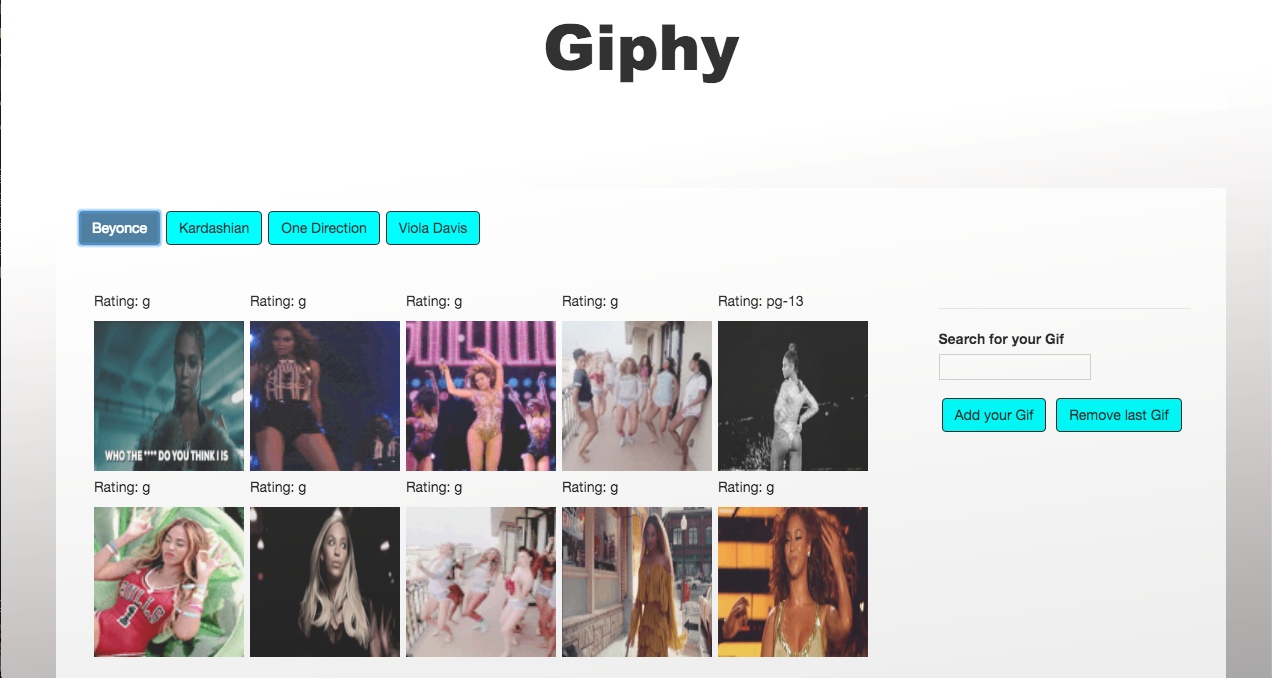 Giphy
Beyonce Kardashian One Direction Viola Davis
Rating: g Rating: g Rating: g Rating: g Rating: pg-13
Search for your Gif
Add your Gif Remove last Gif
WHO THE **** DO YOU THINK I IS
Rating: g Rating: g Rating: g Rating: g Rating: g
BULLS
1